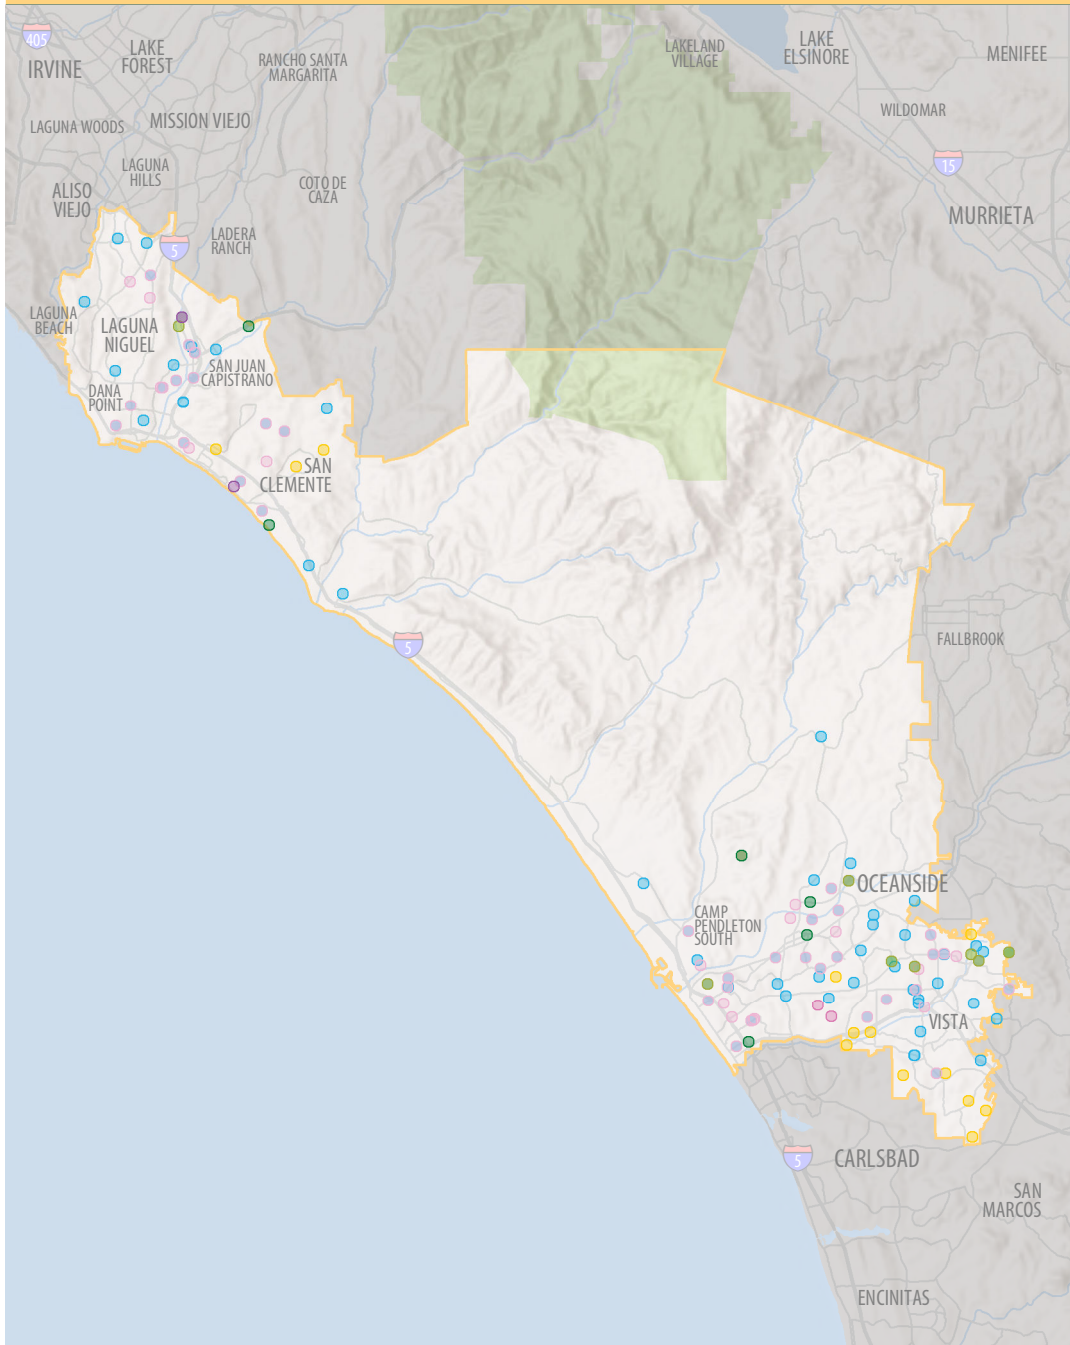 405
IRVINE
LAKE
FOREST
RANCHO SANTA
MARGARITA
LAKELAND
VILLAGE
LAKE
ELSINORE
MENIFEE
LAGUNA WOODS
MISSION VIEJO
WILDOMAR
LAGUNA
HILLS
15
ALISO
VIEJO
COTO DE
CAZA
MURRIETA
LADERA
RANCH
5
LAGUNA
BEACH
LAGUNA
NIGUEL
SAN JUAN
CAPISTRANO
DANA
POINT
SAN
CLEMENTE
5
FALLBROOK
OCEANSIDE
CAMP
PENDLETON
SOUTH
VISTA
5
CARLSBAD
SAN
MARCOS
ENCINITAS